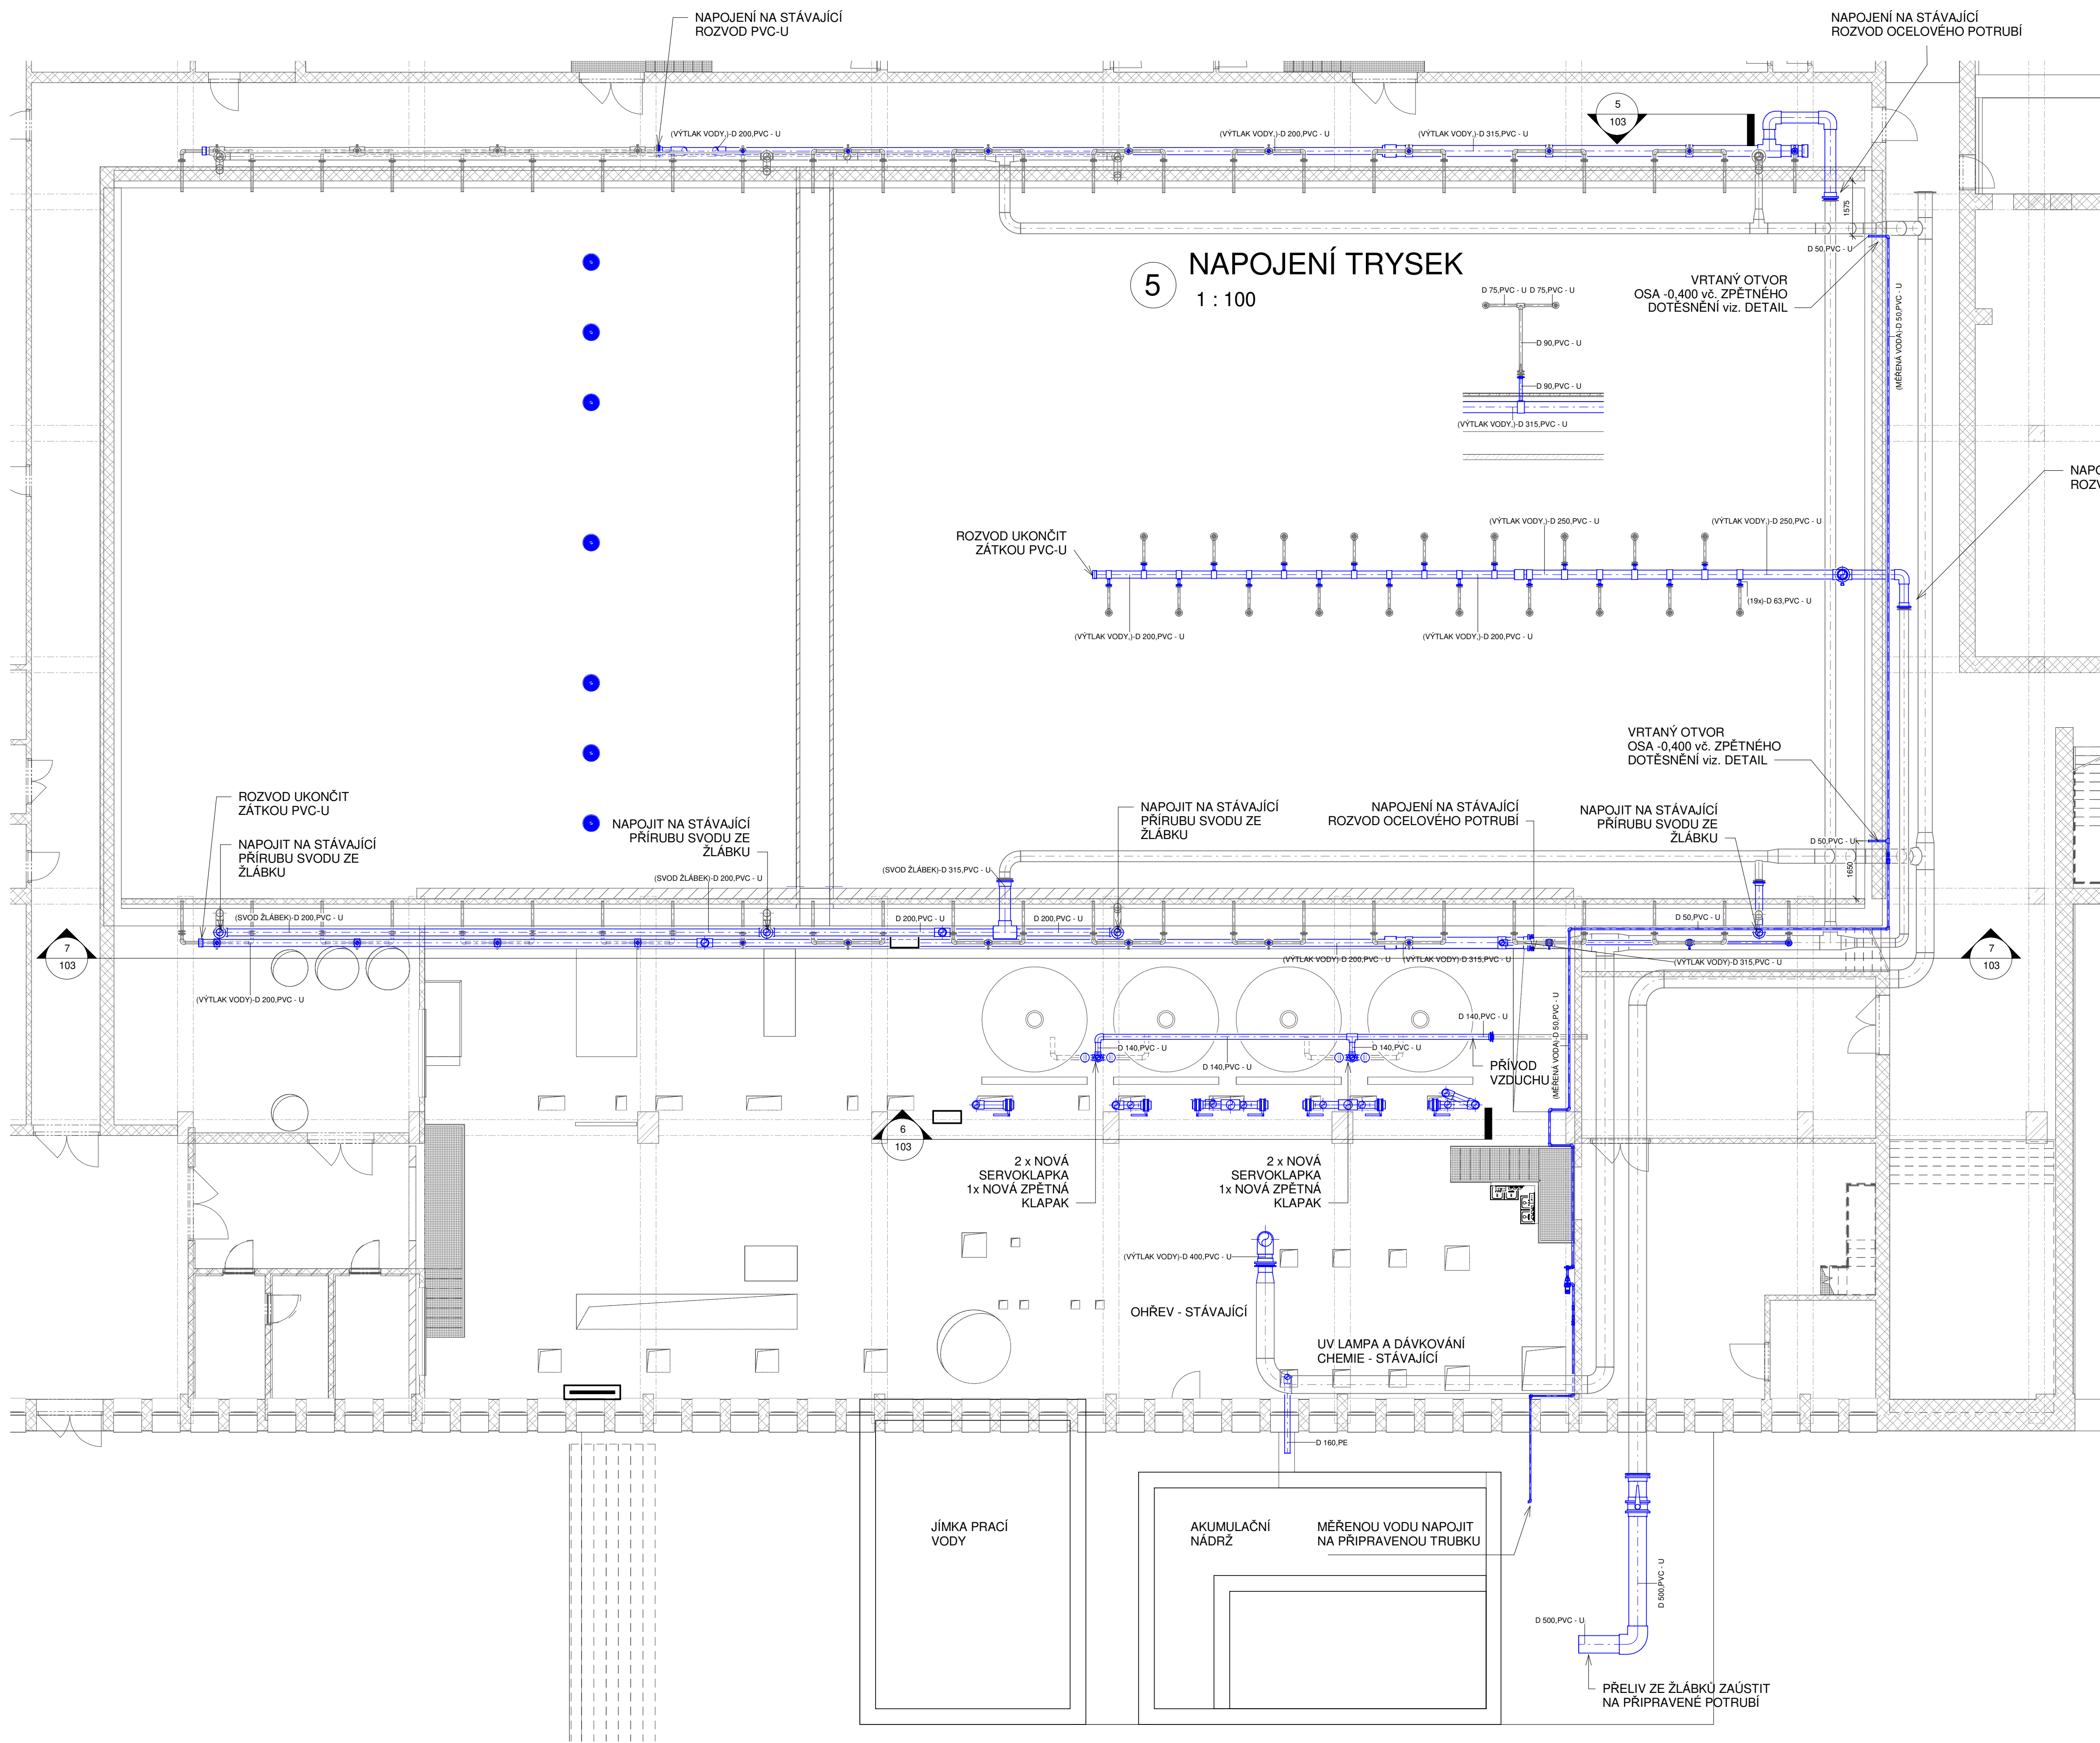 NAPOJENÍ NA STÁVAJÍCÍ
ROZVOD PVC-U
NAPOJENÍ NA STÁVAJÍCÍ
ROZVOD OCELOVÉHO POTRUBÍ
5
103
(VÝTLAK VODY,)-D 200,PVC - U
(VÝTLAK VODY,)-D 200,PVC - U
(VÝTLAK VODY,)-D 315,PVC - U
1575
D 50,PVC - U
5
NAPOJENÍ TRYSEK
1 : 100
VRTANÝ OTVOR
OSA -0,400 vč. ZPĚTNÉHO
DOTĚSNĚNÍ viz. DETAIL
D 75,PVC - U
D 75,PVC - U
(MĚŘENÁ VODA)-D 50,PVC - U
D 90,PVC - U
D 90,PVC - U
(VÝTLAK VODY,)-D 315,PVC - U
NAPO
ROZV
ROZVOD UKONČIT
ZÁTKOU PVC-U
(VÝTLAK VODY,)-D 250,PVC - U
(VÝTLAK VODY,)-D 250,PVC - U
(19x)-D 63,PVC - U
(VÝTLAK VODY,)-D 200,PVC - U
(VÝTLAK VODY,)-D 200,PVC - U
VRTANÝ OTVOR
OSA -0,400 vč. ZPĚTNÉHO
DOTĚSNĚNÍ viz. DETAIL
ROZVOD UKONČIT
ZÁTKOU PVC-U
NAPOJIT NA STÁVAJÍCÍ
PŘÍRUBU SVODU ZE
ŽLÁBKU
NAPOJIT NA STÁVAJÍCÍ
PŘÍRUBU SVODU ZE
ŽLÁBKU
NAPOJIT NA STÁVAJÍCÍ
PŘÍRUBU SVODU ZE
ŽLÁBKU
NAPOJENÍ NA STÁVAJÍCÍ
ROZVOD OCELOVÉHO POTRUBÍ
NAPOJIT NA STÁVAJÍCÍ
PŘÍRUBU SVODU ZE
ŽLÁBKU
D 50,PVC - U
1650
(SVOD ŽLÁBEK)-D 200,PVC - U
(SVOD ŽLÁBEK)-D 315,PVC - U
(SVOD ŽLÁBEK)-D 200,PVC - U
D 200,PVC - U
D 200,PVC - U
D 50,PVC - U
7
103
7
103
(VÝTLAK VODY)-D 200,PVC - U
(VÝTLAK VODY)-D 315,PVC - U
(VÝTLAK VODY)-D 315,PVC - U
(VÝTLAK VODY)-D 200,PVC - U
D 140,PVC - U
D 140,PVC - U
D 140,PVC - U
D 140,PVC - U
PŘÍVOD
VZDUCHU
(MĚŘENÁ VODA)-D 50,PVC - U
6
103
2 x NOVÁ
SERVOKLAPKA
1x NOVÁ ZPĚTNÁ
KLAPAK
2 x NOVÁ
SERVOKLAPKA
1x NOVÁ ZPĚTNÁ
KLAPAK
(VÝTLAK VODY)-D 400,PVC - U
OHŘEV - STÁVAJÍCÍ
UV LAMPA A DÁVKOVÁNÍ
CHEMIE - STÁVAJÍCÍ
D 160,PE
JÍMKA PRACÍ
VODY
AKUMULAČNÍ
NÁDRŽ
MĚŘENOU VODU NAPOJIT
NA PŘIPRAVENOU TRUBKU
D 500,PVC - U
D 500,PVC - U
PŘELIV ZE ŽLÁBKŮ ZAÚSTIT
NA PŘIPRAVENÉ POTRUBÍ